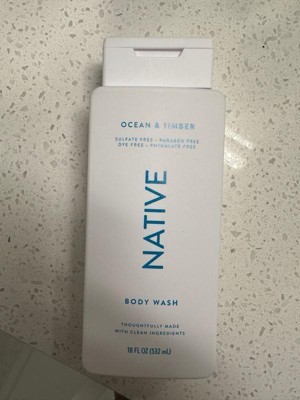 OCEAN & TIMBER
SULFATE FREE - PARABEN FREE
DYE FREE - PHTHALATE FREE
NATIVE
BODY WASH
THOUGHTFULLY MADE
WITH CLEAN INGREDIENTS
18 FL OZ (532 mL)